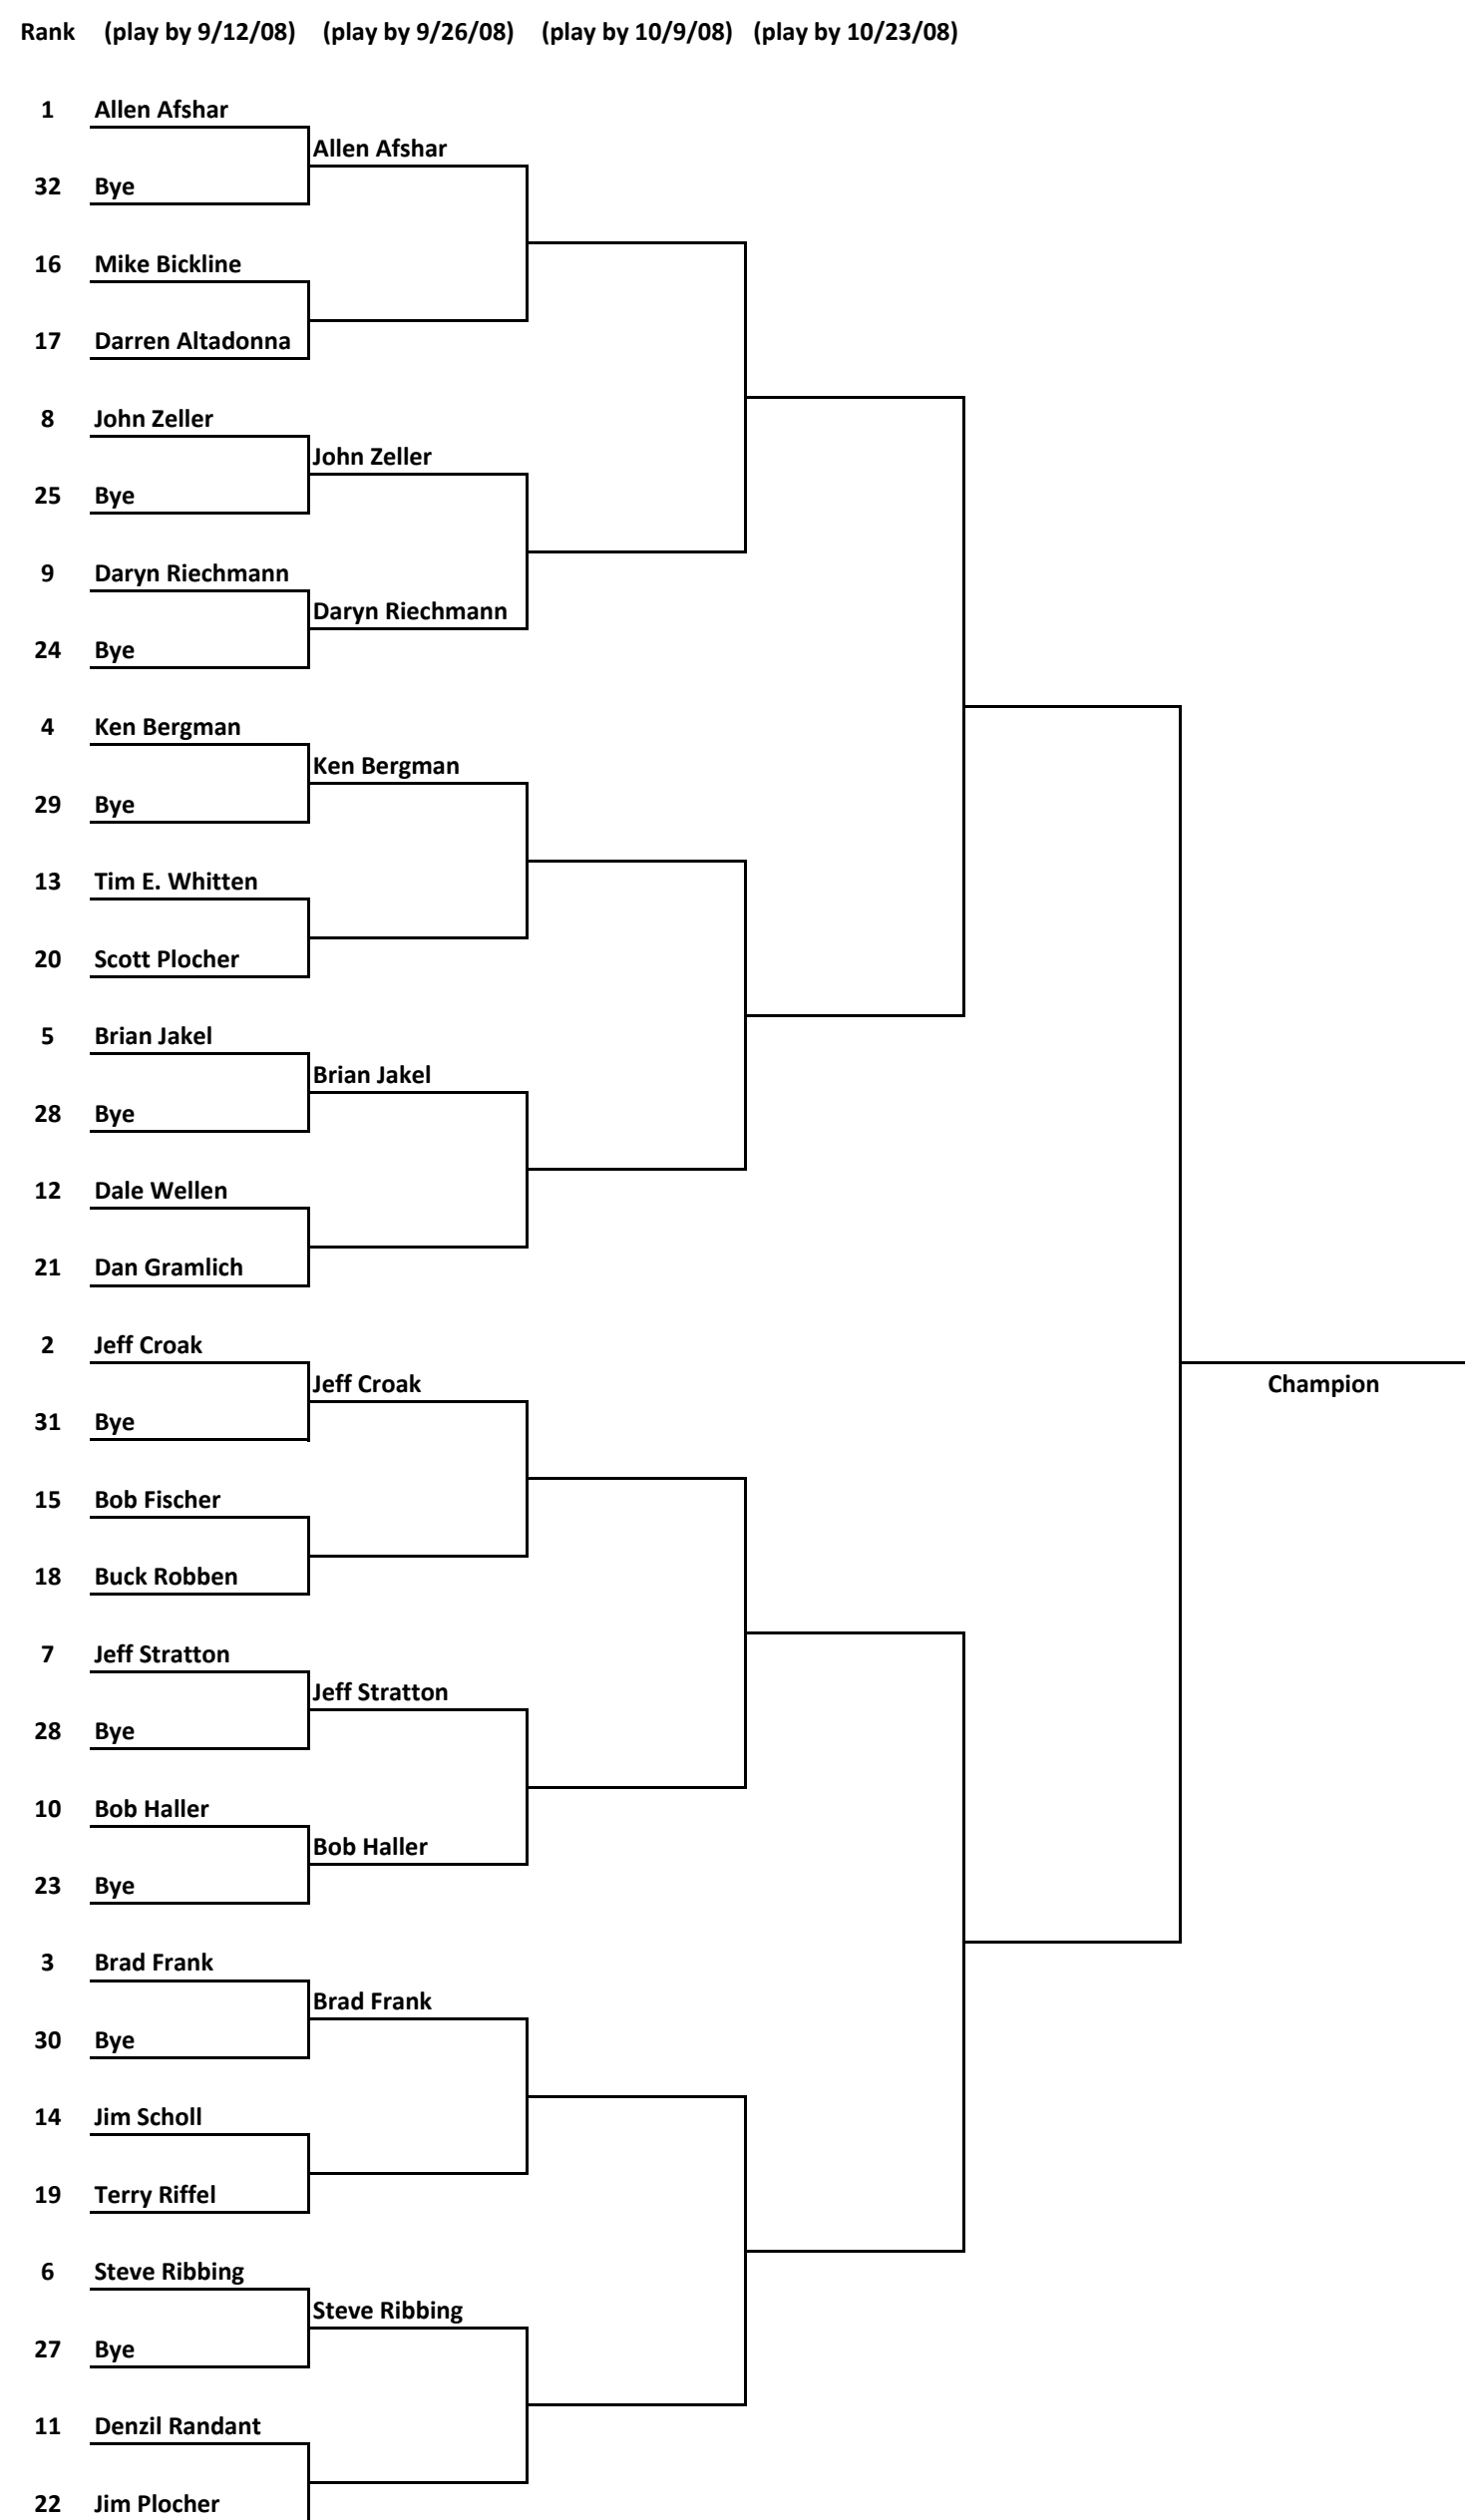 Rank (play by 9/12/08) (play by 9/26/08) (play by 10/9/08) (play by 10/23/08)
1 Allen Afshar
Allen Afshar
32 Bye
16 Mike Bickline
17 Darren Altadonna
8 John Zeller
John Zeller
25 Bye
9 Daryn Riechmann
Daryn Riechmann
24 Bye
4 Ken Bergman
Ken Bergman
29 Bye
13 Tim E. Whitten
20 Scott Plocher
5 Brian Jakel
Brian Jakel
28 Bye
12 Dale Wellen
21 Dan Gramlich
2 Jeff Croak
Jeff Croak
Champion
31 Bye
15 Bob Fischer
18 Buck Robben
7 Jeff Stratton
Jeff Stratton
28 Bye
10 Bob Haller
Bob Haller
23 Bye
3 Brad Frank
Brad Frank
30 Bye
14 Jim Scholl
19 Terry Riffel
6 Steve Ribbing
Steve Ribbing
27 Bye
11 Denzil Randant
22 Jim Plocher